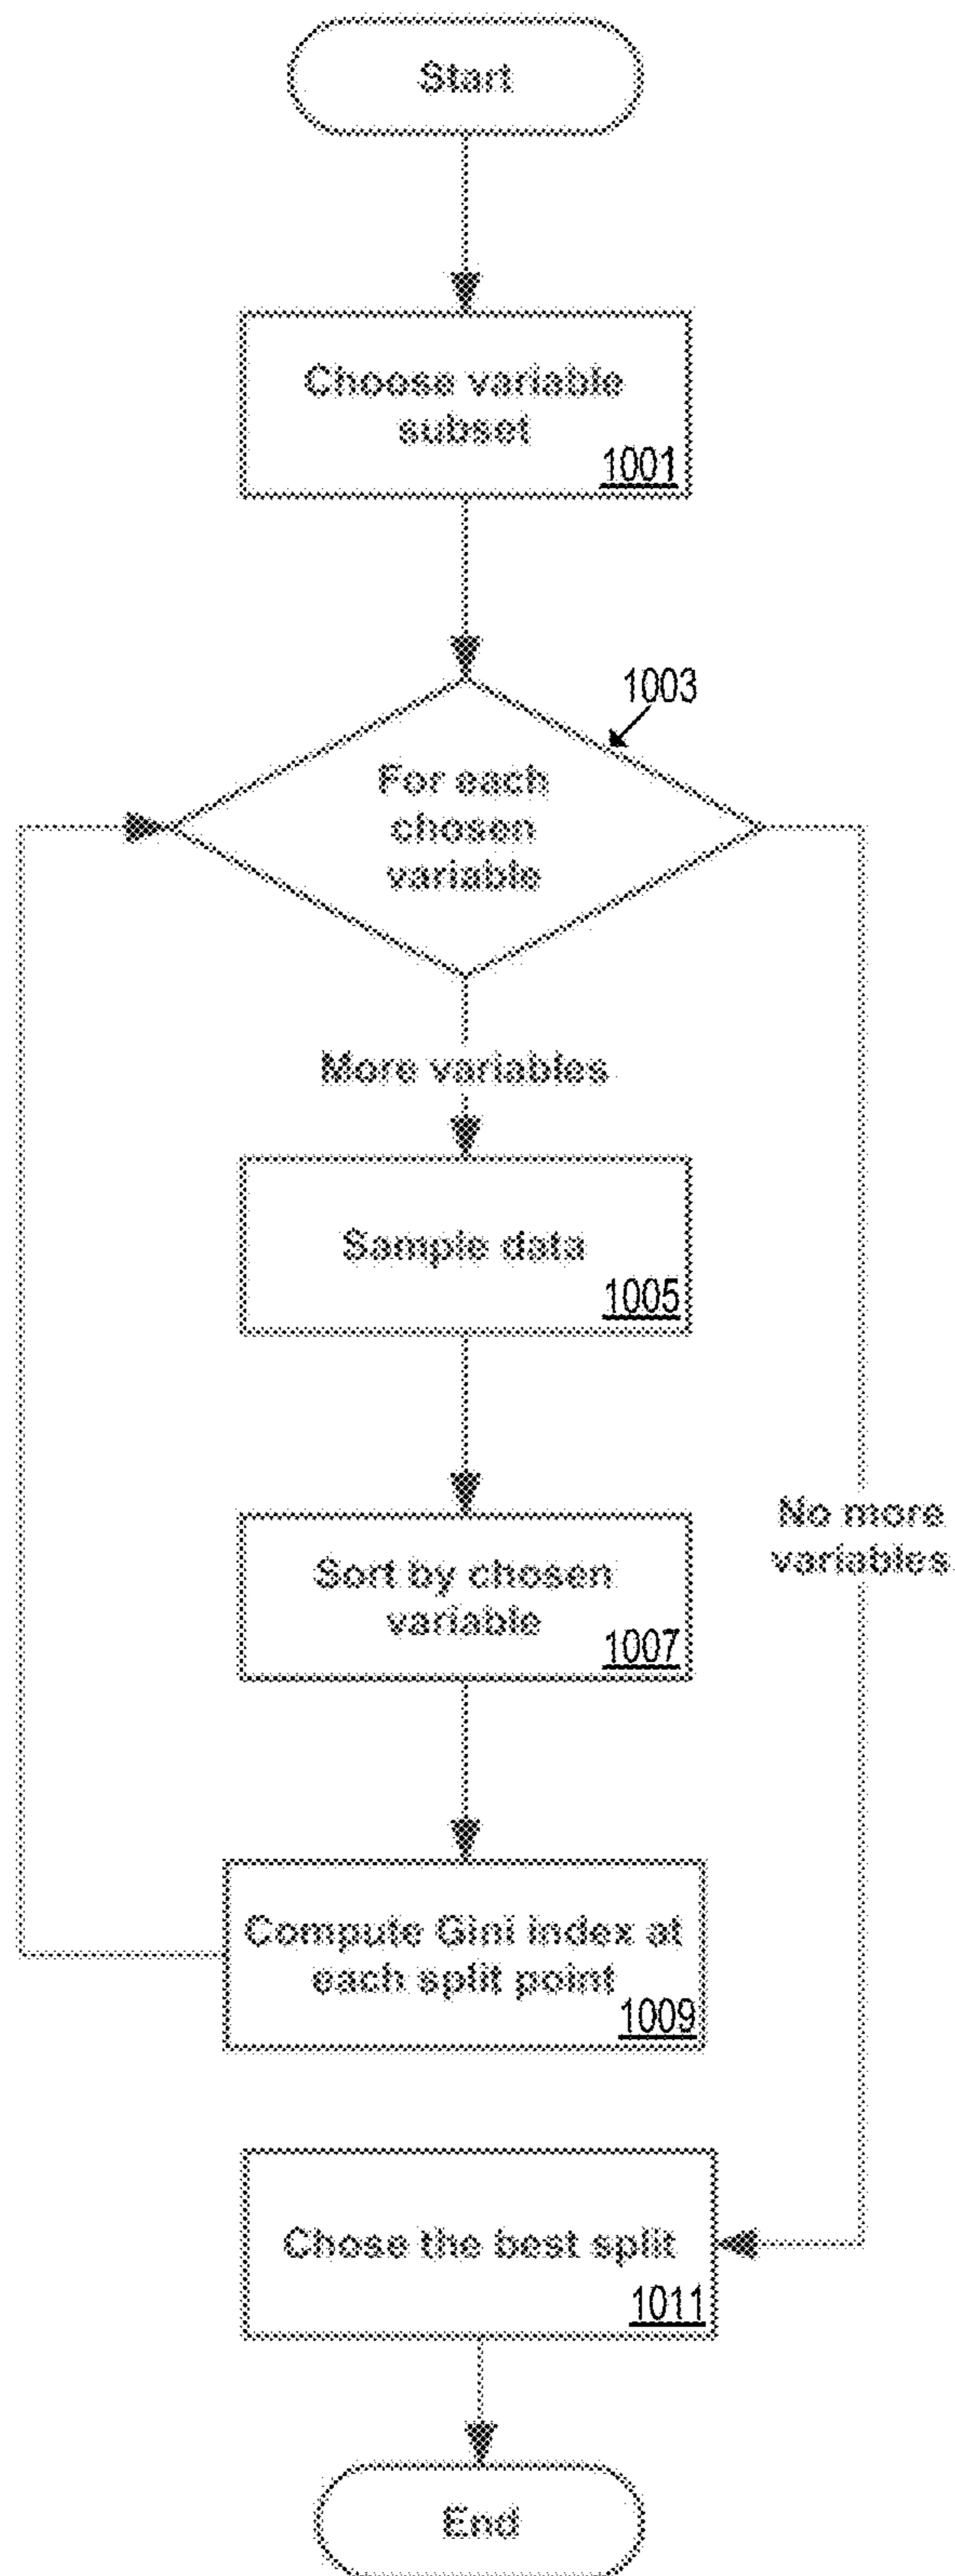 Start
Choose variable
subset
1001
1003
For each
chosen
variable
More variables
Sample data
1005
No more
variables
Sort by chosen
variable
1007
Compute Gini index at
each split point
1009
Chose the best split
1011
End